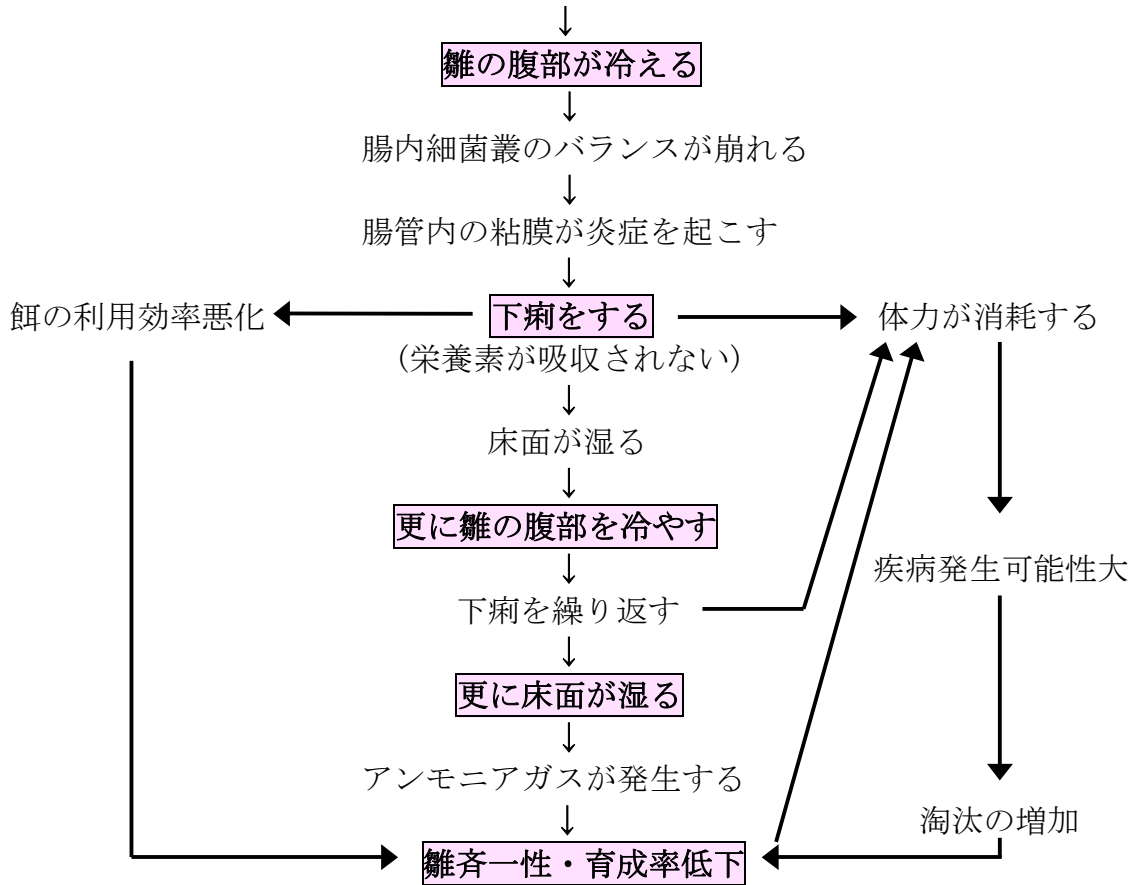 雛の腹部が冷える
腸内細菌叢のバランスが崩れる
腸管内の粘膜が炎症を起こす
餌の利用効率悪化
下痢をする
体力が消耗する
（栄養素が吸収されない）
床面が湿る
更に雛の腹部を冷やす
疾病発生可能性大
下痢を繰り返す
更に床面が湿る
アンモニアガスが発生する
淘汰の増加
雛斉一性・育成率低下